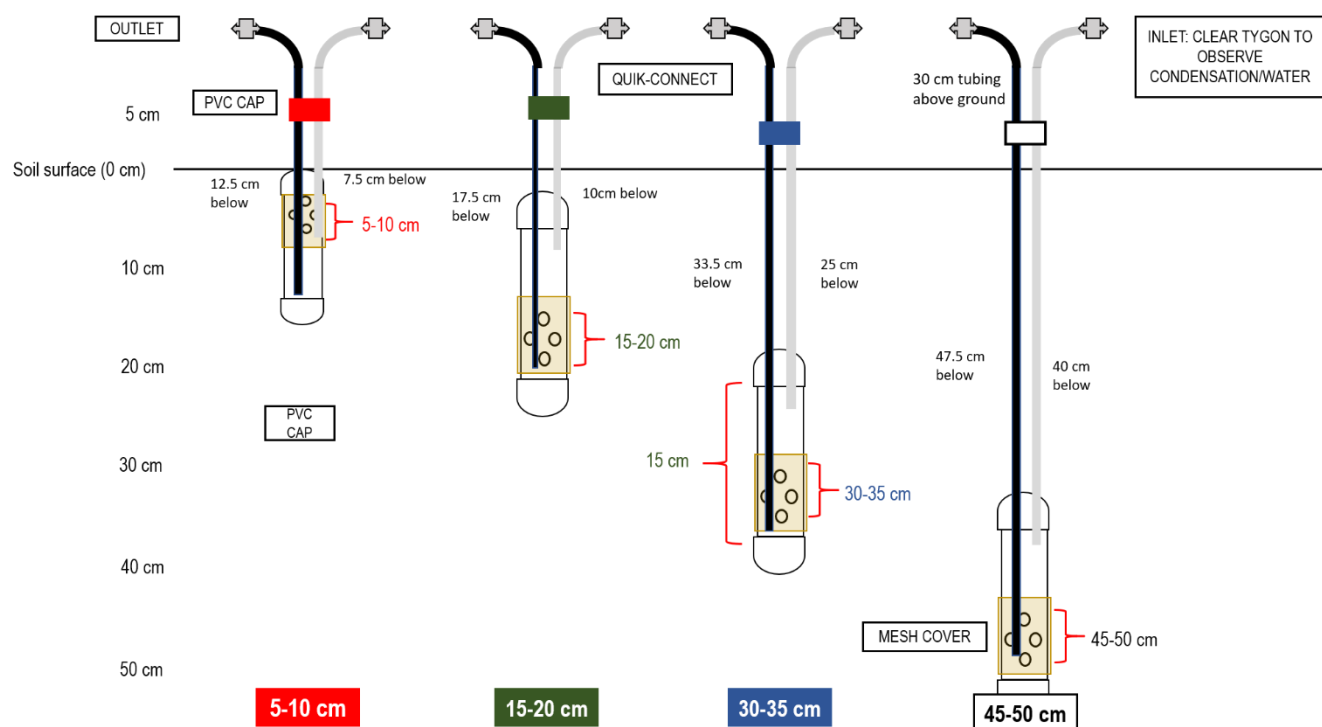 OUTLET
INLET: CLEAR TYGON TO
OBSERVE
CONDENSATION/WATER
QUIK-CONNECT
30 cm tubing
above ground
PVC CAP
5 cm
Soil surface (0 cm)
12.5 cm
below
7.5 cm below
17.5 cm
below
10cm below
5-10 cm
33.5 cm
below
25 cm
below
10 cm
15-20 cm
20 cm
47.5 cm
below
40 cm
below
PVC
CAP
15 cm
30 cm
30-35 cm
40 cm
MESH COVER
45-50 cm
50 cm
5-10 cm
15-20 cm
30-35 cm
45-50 cm